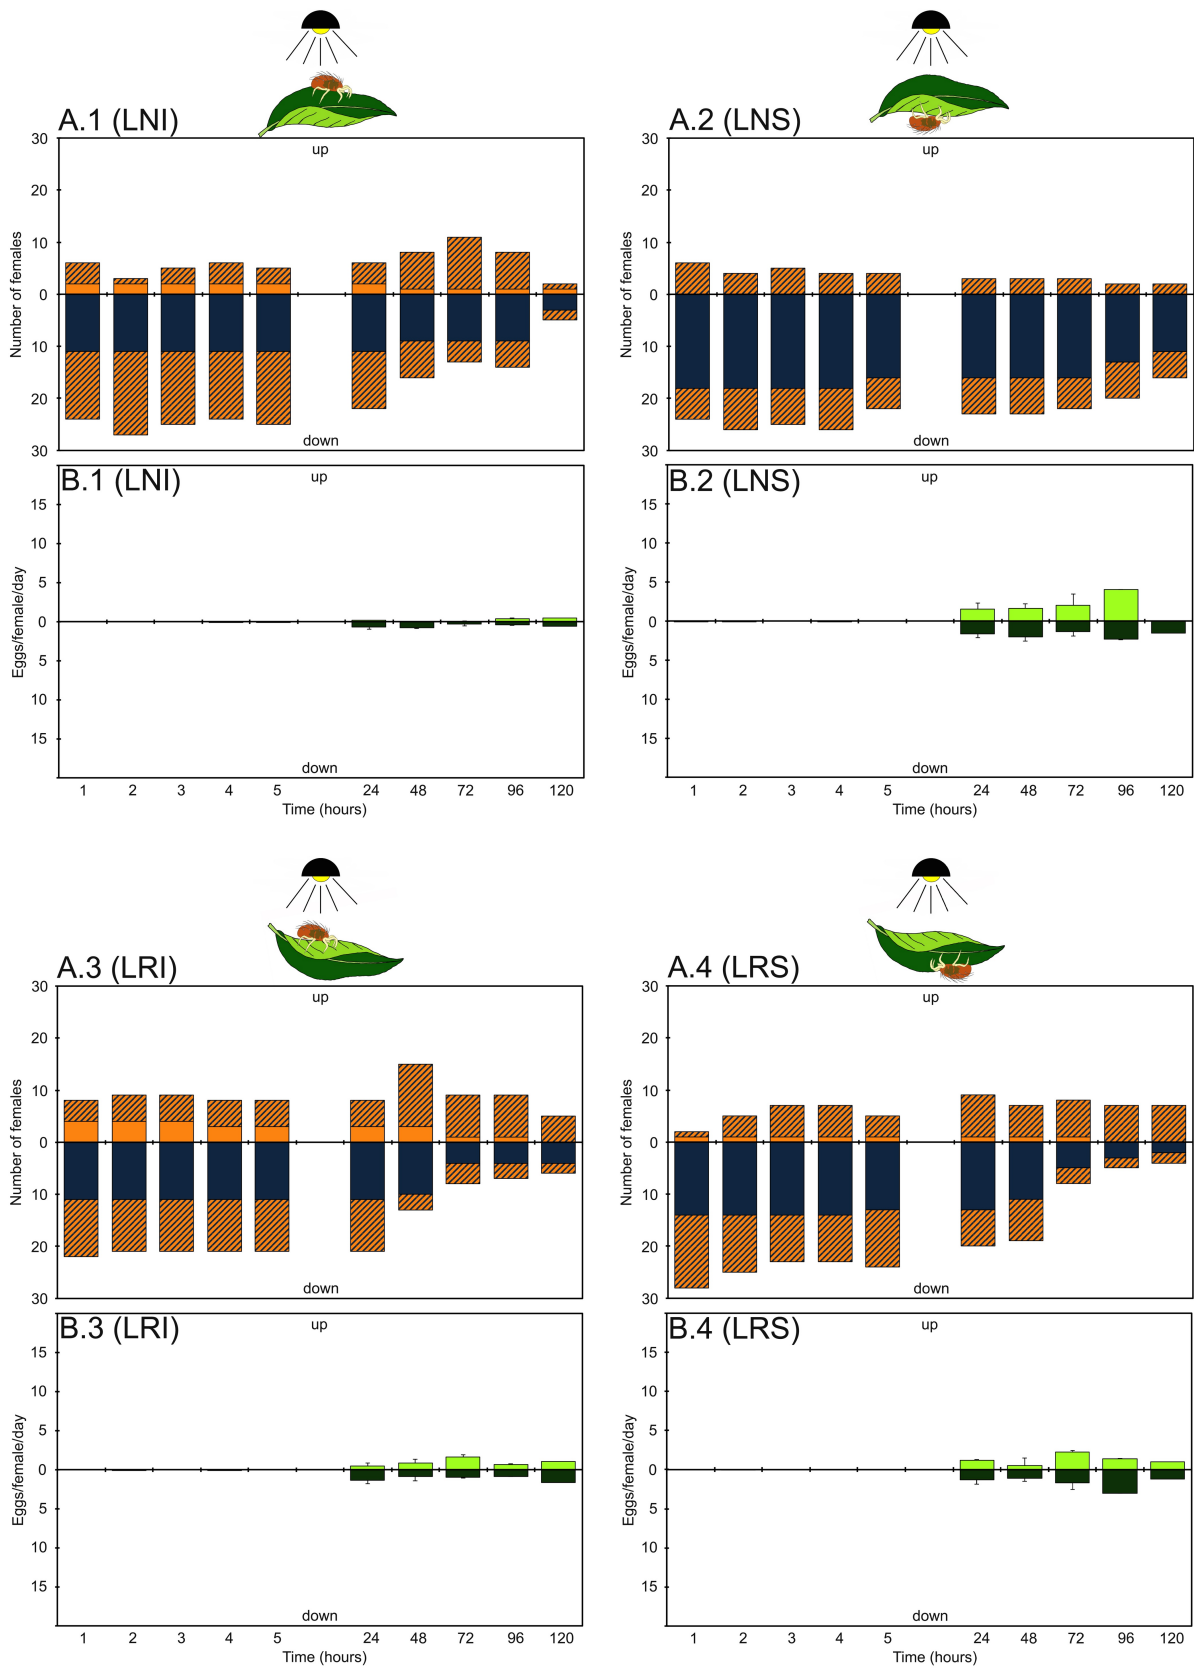 A.1 (LNI)
up
30
20
10
0
10
20
30
Number of females
down
A.2 (LNS)
up
30
20
10
0
10
20
30
Number of females
down
B.1 (LNI)
up
15
10
5
0
5
10
15
Eggs/female/day
down
1 2 3 4 5 24 48 72 96 120
Time (hours)
B.2 (LNS)
up
15
10
5
0
5
10
15
Eggs/female/day
down
1 2 3 4 5 24 48 72 96 120
Time (hours)
A.3 (LRI)
up
30
20
10
0
10
20
30
Number of females
down
A.4 (LRS)
up
30
20
10
0
10
20
30
Number of females
down
B.3 (LRI)
up
15
10
5
0
5
10
15
Eggs/female/day
down
1 2 3 4 5 24 48 72 96 120
Time (hours)
B.4 (LRS)
up
15
10
5
0
5
10
15
Eggs/female/day
down
1 2 3 4 5 24 48 72 96 120
Time (hours)